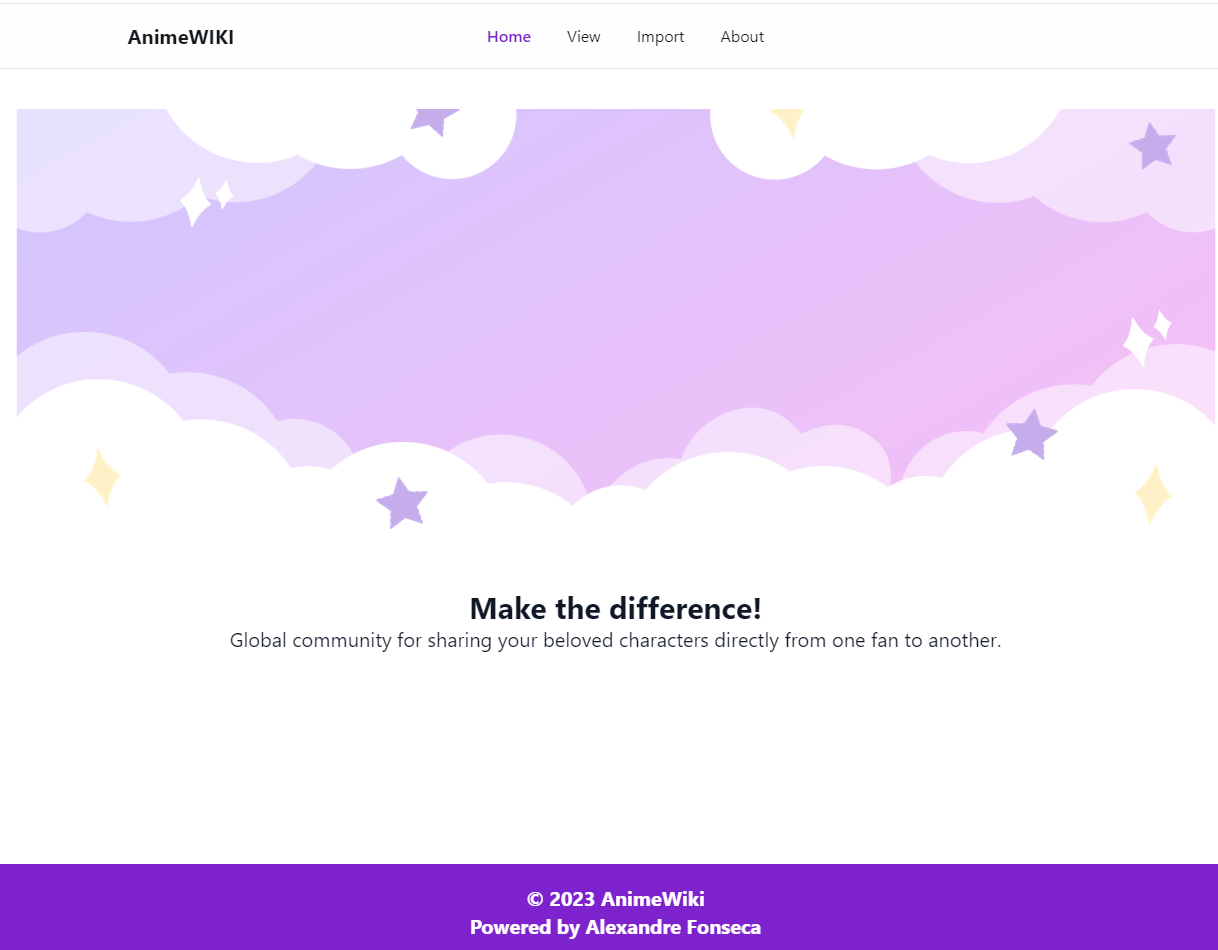 AnimeWIKI
Home View Import About
Make the difference!
Global community for sharing your beloved characters directly from one fan to another.
© 2023 AnimeWiki
Powered by Alexandre Fonseca